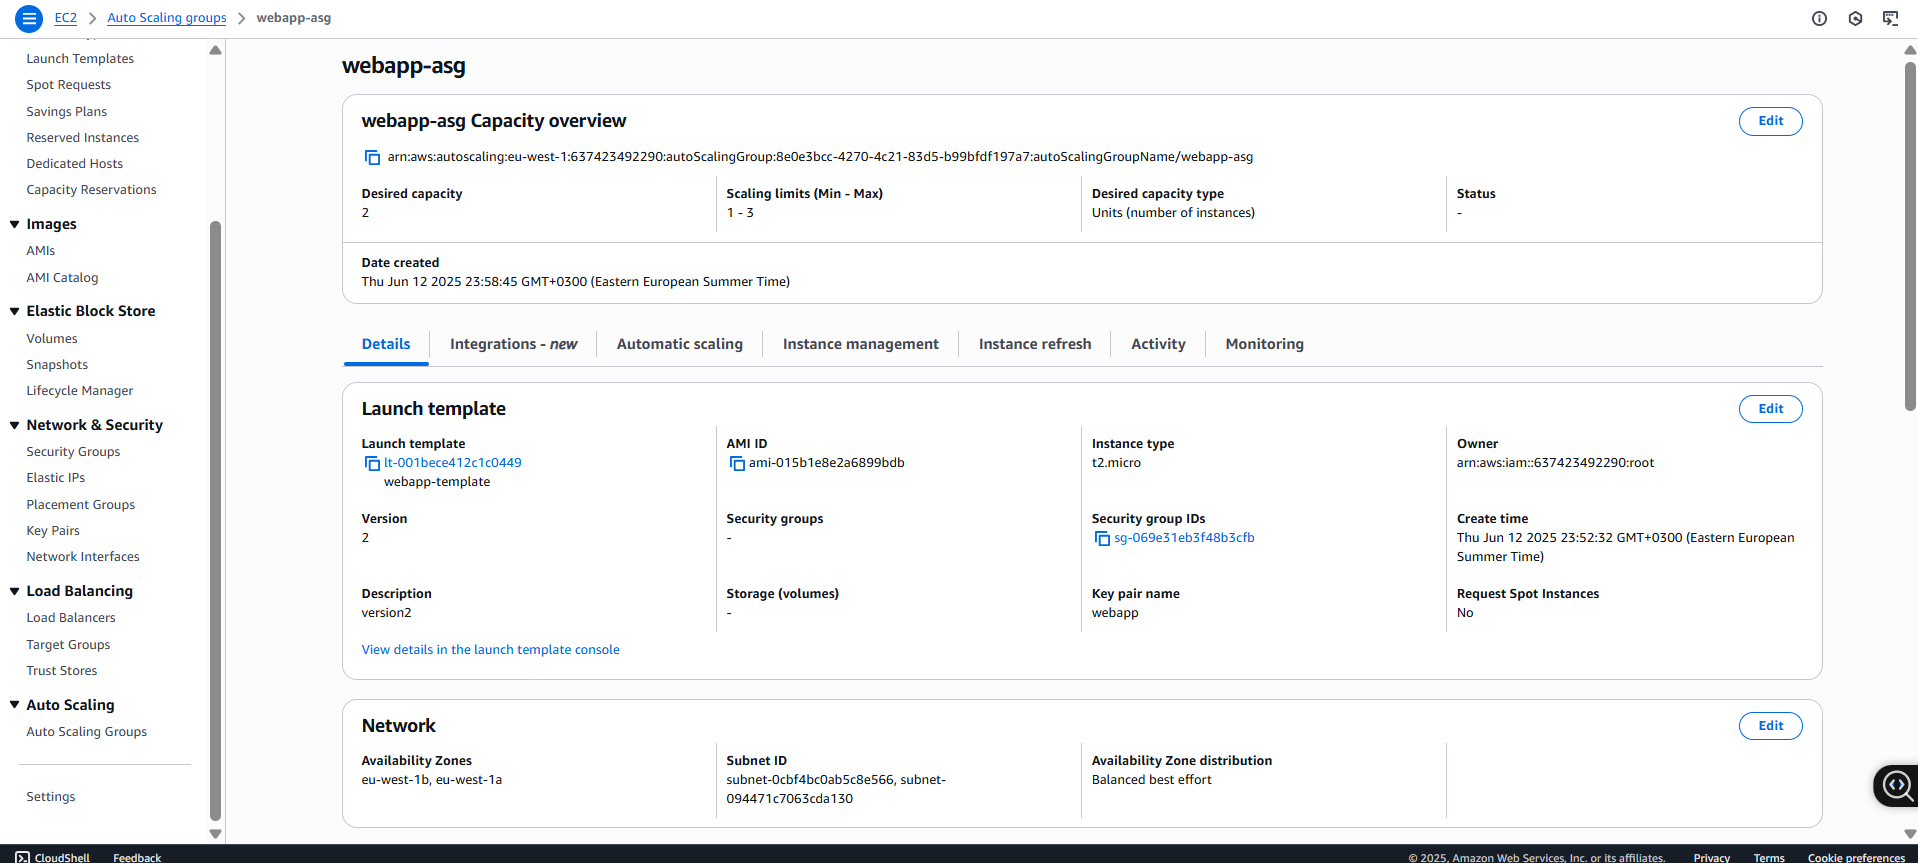 EC2 > Auto Scaling groups > webapp-asg
Launch Templates
Spot Requests
Savings Plans
Reserved Instances
Dedicated Hosts
Capacity Reservations
Images
AMIs
AMI Catalog
Elastic Block Store
Volumes
Snapshots
Lifecycle Manager
Network & Security
Security Groups
Elastic IPs
Placement Groups
Key Pairs
Network Interfaces
Load Balancing
Load Balancers
Target Groups
Trust Stores
Auto Scaling
Auto Scaling Groups
Settings
webapp-asg
webapp-asg Capacity overview
Edit
arn:aws:autoscaling:eu-west-1:637423492290:autoScalingGroup:8e0e3bcc-4270-4c21-83d5-b99bfdf197a7:autoScalingGroupName/webapp-asg
Desired capacity
2
Scaling limits (Min - Max)
1 - 3
Desired capacity type
Units (number of instances)
Status
-
Date created
Thu Jun 12 2025 23:58:45 GMT+0300 (Eastern European Summer Time)
Details
Integrations - new
Automatic scaling
Instance management
Instance refresh
Activity
Monitoring
Launch template
Edit
Launch template
lt-001bece412c1c0449
webapp-template
AMI ID
ami-015b1e8e2a6899bdb
Instance type
t2.micro
Owner
arn:aws:iam::637423492290:root
Version
2
Security groups
-
Security group IDs
sg-069e31eb3f48b3cfb
Create time
Thu Jun 12 2025 23:52:32 GMT+0300 (Eastern European
Summer Time)
Description
version2
Storage (volumes)
-
Key pair name
webapp
Request Spot Instances
No
View details in the launch template console
Network
Edit
Availability Zones
eu-west-1b, eu-west-1a
Subnet ID
subnet-0cbf4bc0ab5c8e566, subnet-
094471c7063cda130
Availability Zone distribution
Balanced best effort
CloudShell
Feedback
© 2025, Amazon Web Services, Inc. or its affiliates.
Privacy
Terms
Cookie preferences